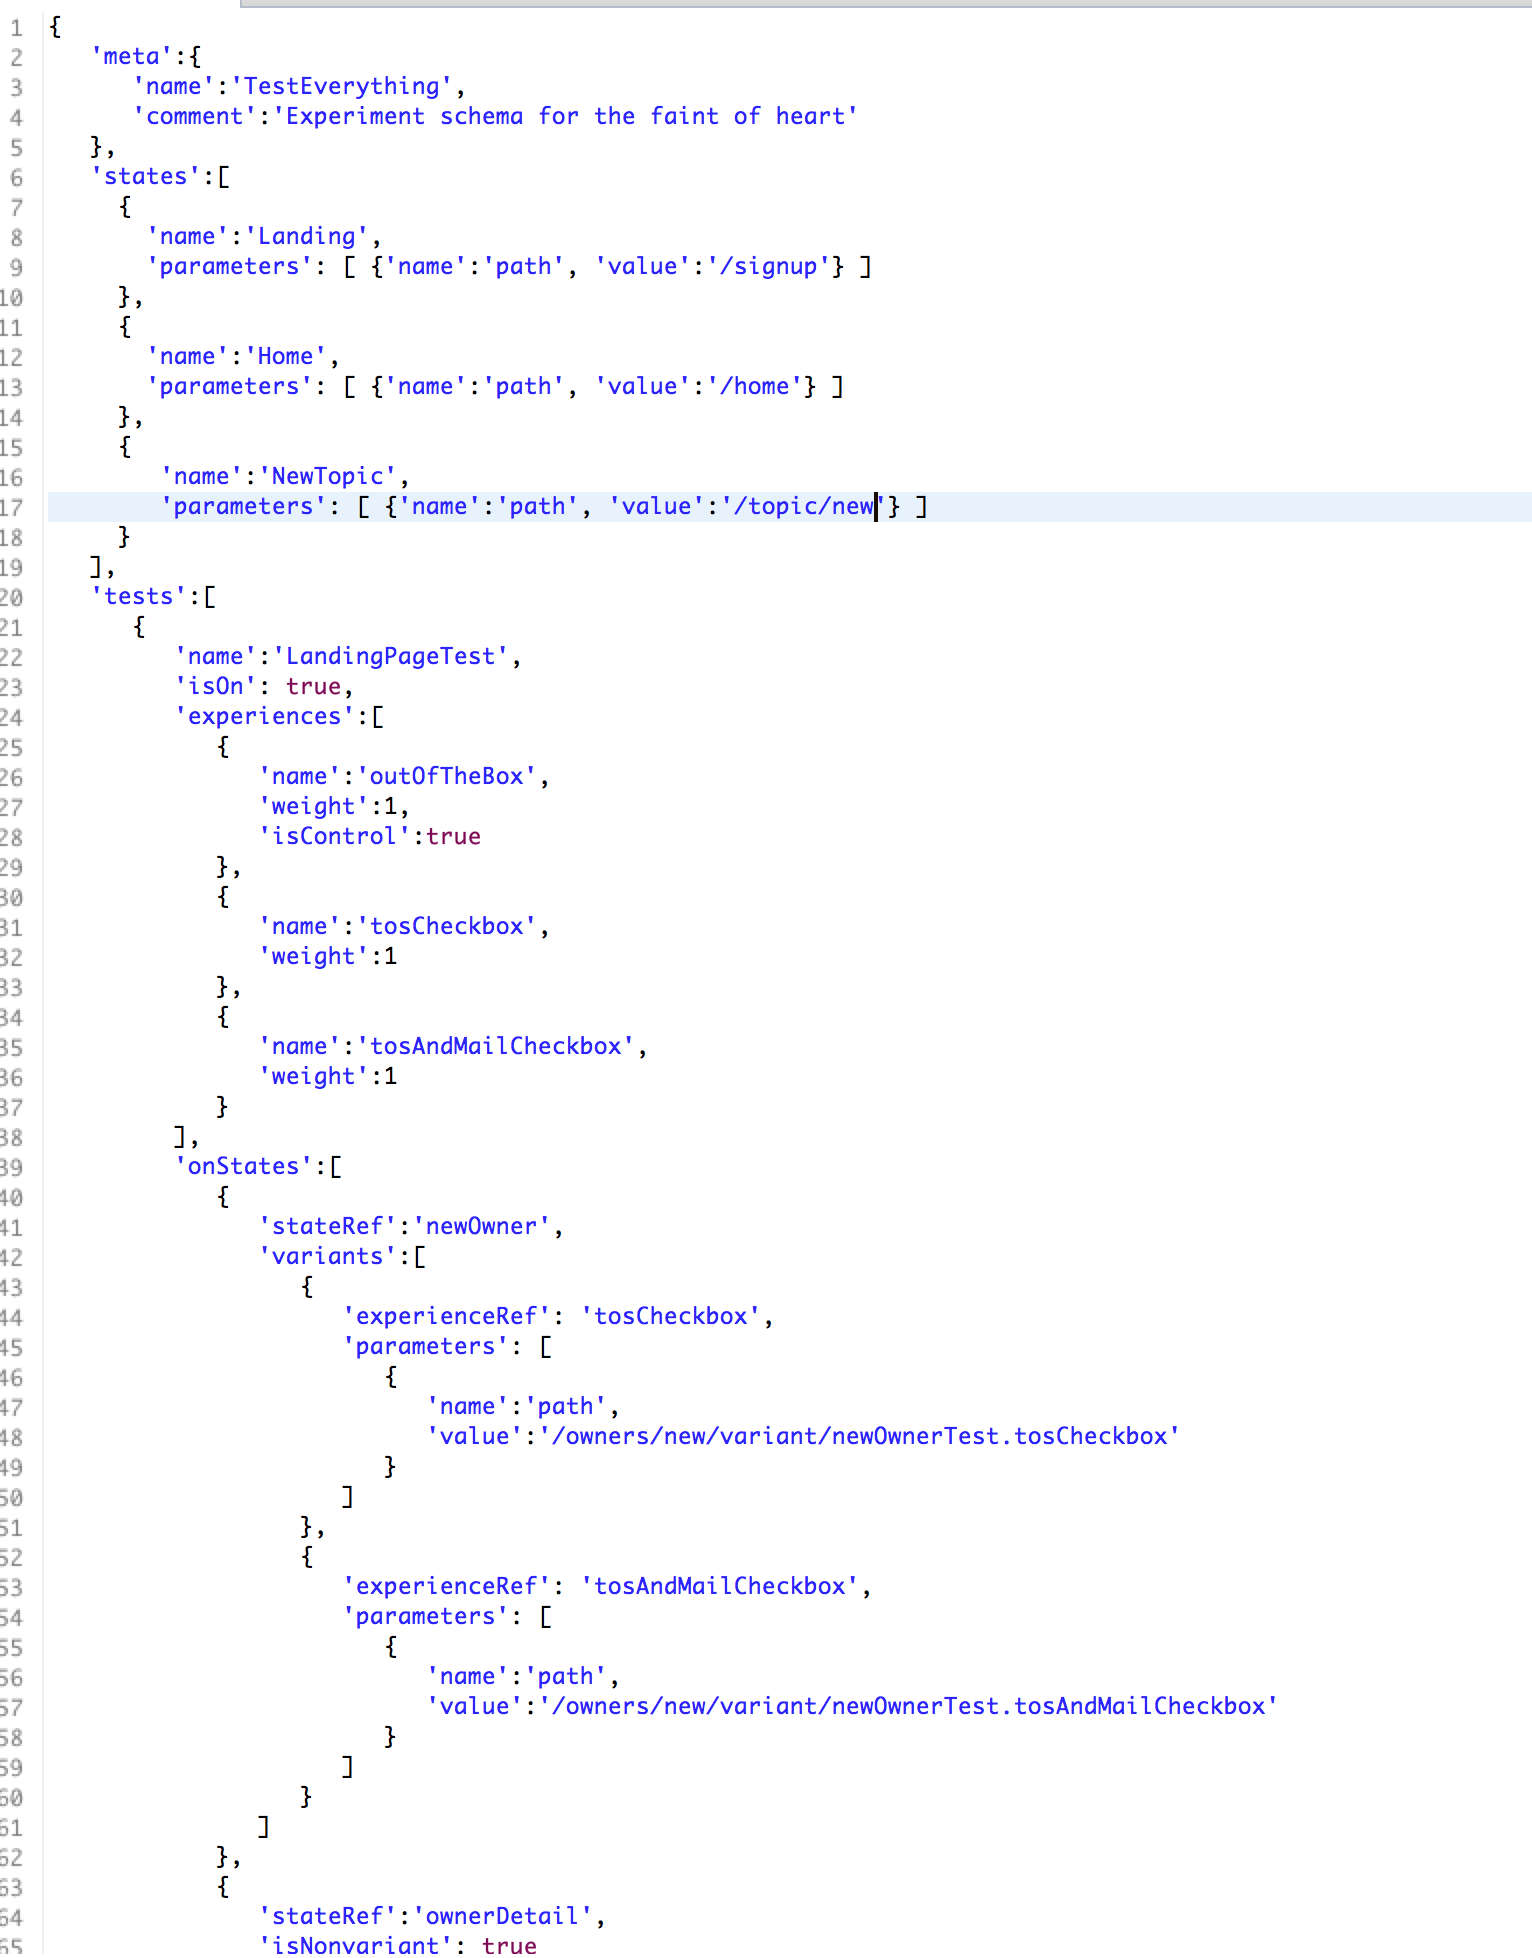 1 {
2    'meta':{
3       'name':'TestEverything',
4       'comment':'Experiment schema for the faint of heart'
5    },
6    'states':[
7      {
8        'name':'Landing',
9        'parameters': [ {'name':'path', 'value':'/signup'} ]
10      },
11      {
12        'name':'Home',
13        'parameters': [ {'name':'path', 'value':'/home'} ]
14      },
15      {
16         'name':'NewTopic',
17         'parameters': [ {'name':'path', 'value':'/topic/new'} ]
18      }
19    ],
20    'tests':[
21       {
22          'name':'LandingPageTest',
23          'isOn': true,
24          'experiences':[
25             {
26                'name':'outOfTheBox',
27                'weight':1,
28                'isControl':true
29             },
30             {
31                'name':'tosCheckbox',
32                'weight':1
33             },
34             {
35                'name':'tosAndMailCheckbox',
36                'weight':1
37             }
38          ],
39          'onStates':[
40             {
41                'stateRef':'newOwner',
42                'variants':[
43                   {
44                      'experienceRef': 'tosCheckbox',
45                      'parameters': [
46                         {
47                            'name':'path',
48                            'value':'/owners/new/variant/newOwnerTest.tosCheckbox'
49                         }
50                      ]
51                   },
52                   {
53                      'experienceRef': 'tosAndMailCheckbox',
54                      'parameters': [
55                         {
56                            'name':'path',
57                            'value':'/owners/new/variant/newOwnerTest.tosAndMailCheckbox'
58                         }
59                      ]
60                   }
61                ]
62             },
63             {
64                'stateRef':'ownerDetail',
65                'isNonvariant': true